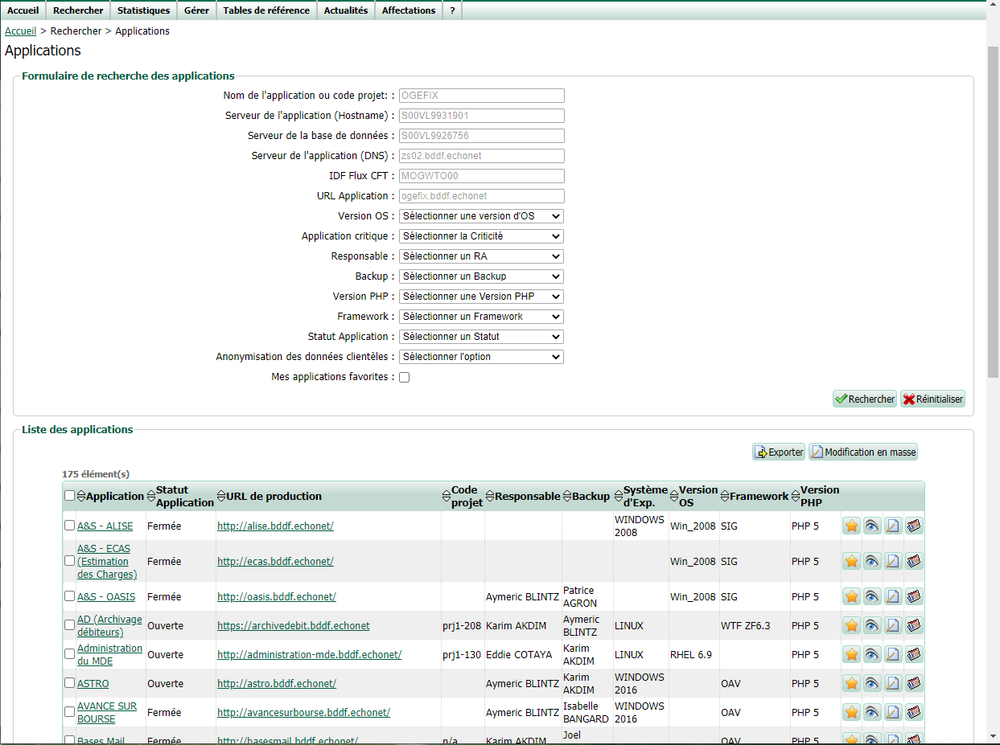 Accueil Rechercher Statistiques Gérer Tables de référence Actualités Affectations ?
Accueil > Rechercher > Applications
Applications
Formulaire de recherche des applications
Nom de l'application ou code projet: : OGEFIX
Serveur de l'application (Hostname) : S00VL9931901
Serveur de la base de données : S00VL9926756
Serveur de l'application (DNS) : zs02.bddf.echonet
IDF Flux CFT : MOGWTO00
URL Application : ogefix.bddf.echonet
Version OS : Sélectionner une version d'OS
Application critique : Sélectionner la Criticité
Responsable : Sélectionner un RA
Backup : Sélectionner un Backup
Version PHP : Sélectionner une Version PHP
Framework : Sélectionner un Framework
Statut Application : Sélectionner un Statut
Anonymisation des données clientèles : Sélectionner l'option
Mes applications favorites :
Rechercher Réinitialiser
Liste des applications
Exporter Modification en masse
175 élément(s)
Application Statut Application URL de production Code projet Responsable Backup Système d'Exp. Version OS Framework Version PHP
A&S - ALISE Fermée http://alise.bddf.echonet/ WINDOWS 2008 Win_2008 SIG PHP 5
A&S - ECAS (Estimation des Charges) Fermée http://ecas.bddf.echonet/ Win_2008 SIG PHP 5
A&S - OASIS Fermée http://oasis.bddf.echonet/ Aymeric BLINTZ Patrice AGRON Win_2008 SIG PHP 5
AD (Archivage débiteurs) Ouverte https://archivedebit.bddf.echonet prj1-208 Karim AKDIM Aymeric BLINTZ LINUX WTF ZF6.3 PHP 5
Administration du MDE Ouverte http://administration-mde.bddf.echonet/ prj1-130 Eddie COTAYA Karim AKDIM LINUX RHEL 6.9 PHP 5
ASTRO Ouverte http://astro.bddf.echonet/ Aymeric BLINTZ Karim AKDIM WINDOWS 2016 OAV PHP 5
AVANCE SUR BOURSE Fermée http://avancesurbourse.bddf.echonet/ Aymeric BLINTZ Isabelle BANGARD WINDOWS 2016 OAV PHP 5
Bases Mail Fermée http://basesmail.bddf.echonet/ n/a Karim AKDIM Joel OAV PHP 5